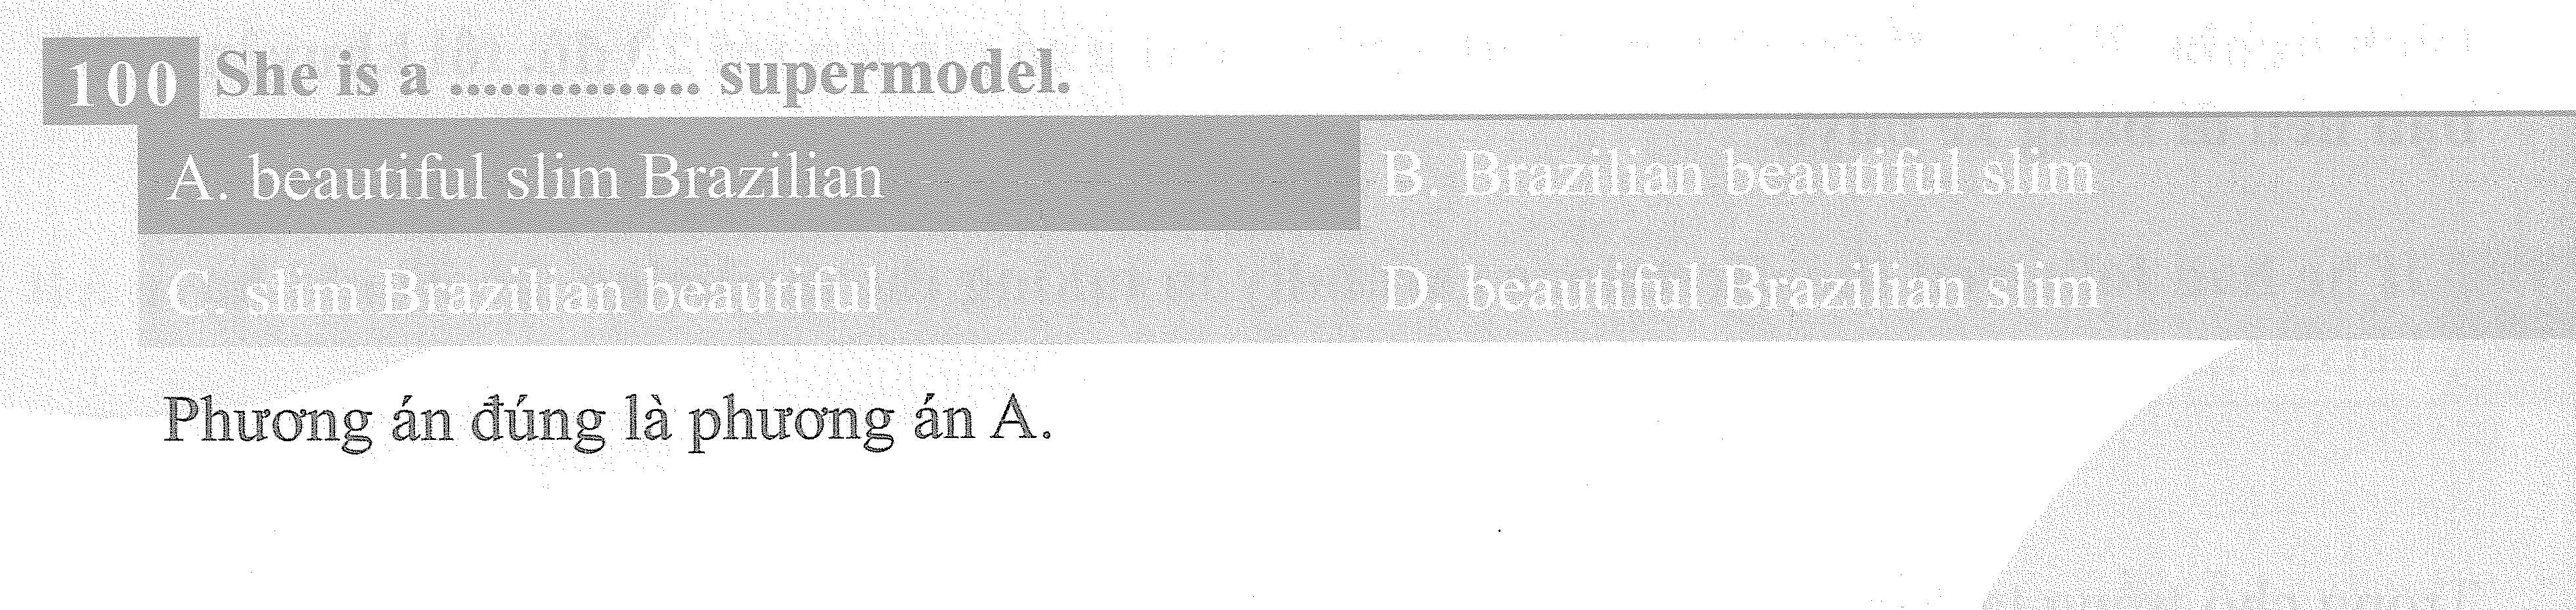 100 She is a ............... supermodel.
A. beautiful slim Brazilian B. Brazilian beautiful slim
C. slim Brazilian beautiful D. beautiful Brazilian slim
Phương án đúng là phương án A.